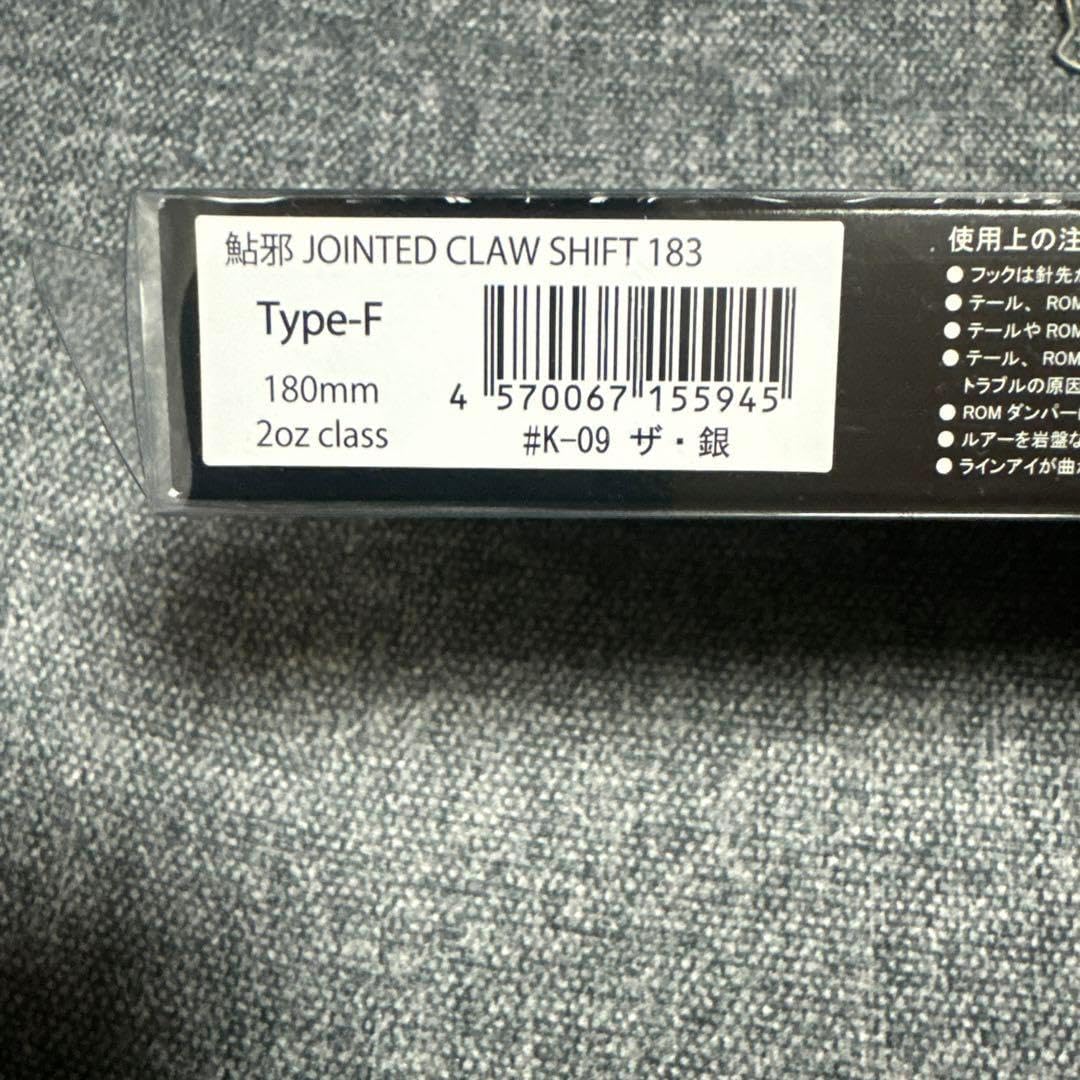 鮎邪 JOINTED CLAW SHIFT 183
Type-F
180mm
2oz class
4 570067 155945
#K-09 ザ・銀
使用上の注
● フックは針先が
● テール、ROM
● テールやROM
● テール、ROM
トラブルの原因
● ROMダンパーに
● ルアーを岩盤な
● ラインアイが曲が